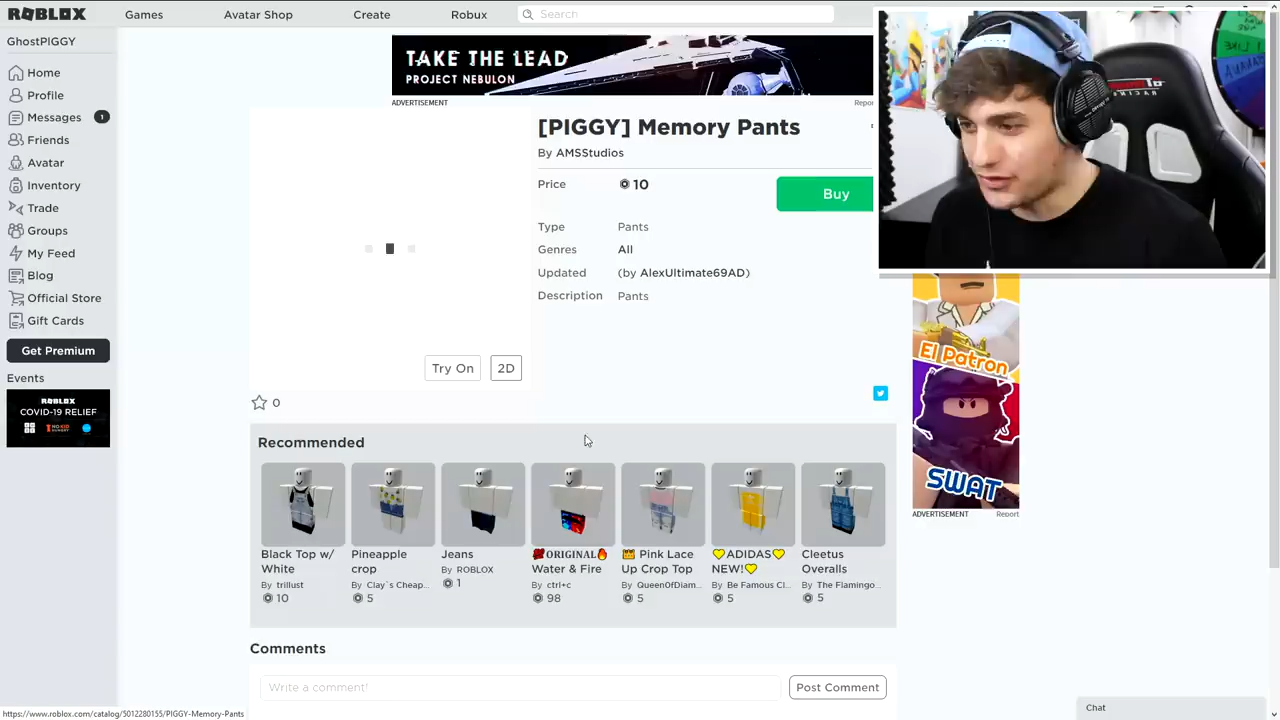 ROBLOX Games Avatar Shop Create Robux Search
GhostPIGGY
Home
Profile
Messages 1
Friends
Avatar
Inventory
Trade
Groups
My Feed
Blog
Official Store
Gift Cards
Get Premium
Events
ROBLOX
COVID-19 RELIEF
TAKE THE LEAD
PROJECT NEBULON
ADVERTISEMENT Repor
[PIGGY] Memory Pants
By AMSStudios
Price 10
Buy
Type Pants
Genres All
Updated (by AlexUltimate69AD)
Description Pants
Try On 2D
0
El Patron
SWAT
ADVERTISEMENT Report
Recommended
Black Top w/ White
By trillust
10
Pineapple crop
By Clay`s Cheap...
5
Jeans
By ROBLOX
1
ORIGINAL Water & Fire
By ctrl+c
98
Pink Lace Up Crop Top
By QueenOfDiam...
5
ADIDAS NEW!
By Be Famous Cl...
5
Cleetus Overalls
By The Flamingo...
5
Comments
Write a comment!
Post Comment
Chat
https://www.roblox.com/catalog/5012280155/PIGGY-Memory-Pants